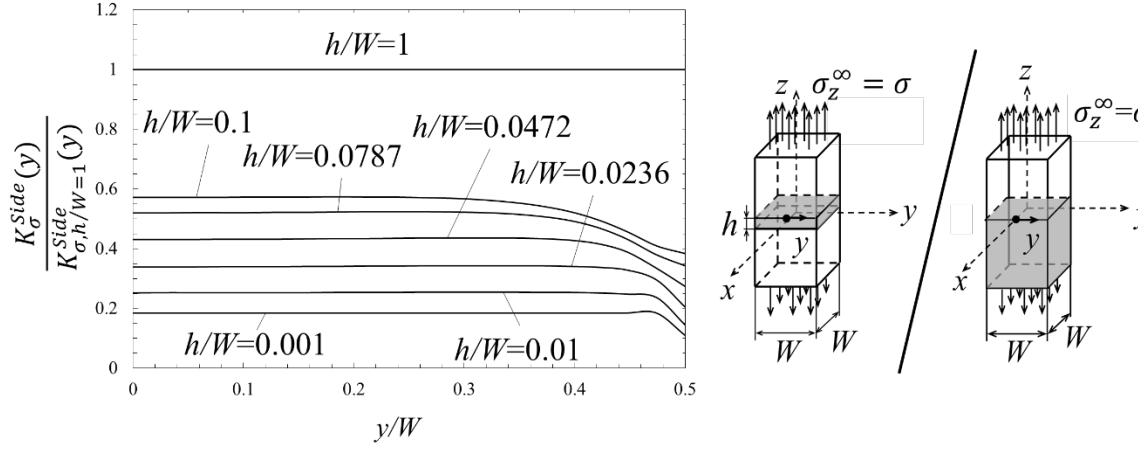 1.2
1
0.8
0.6
0.4
0.2
0
0 0.1 0.2 0.3 0.4 0.5
y/W
K_σ^Side(y)
K_{σ,h/W=1}^Side(y)
h/W=1
h/W=0.1
h/W=0.0472
h/W=0.0787
h/W=0.0236
h/W=0.001
h/W=0.01
z
σ_z^∞ = σ
h
y
y
x
W
W
z
σ_z^∞=σ
y
x
W
W